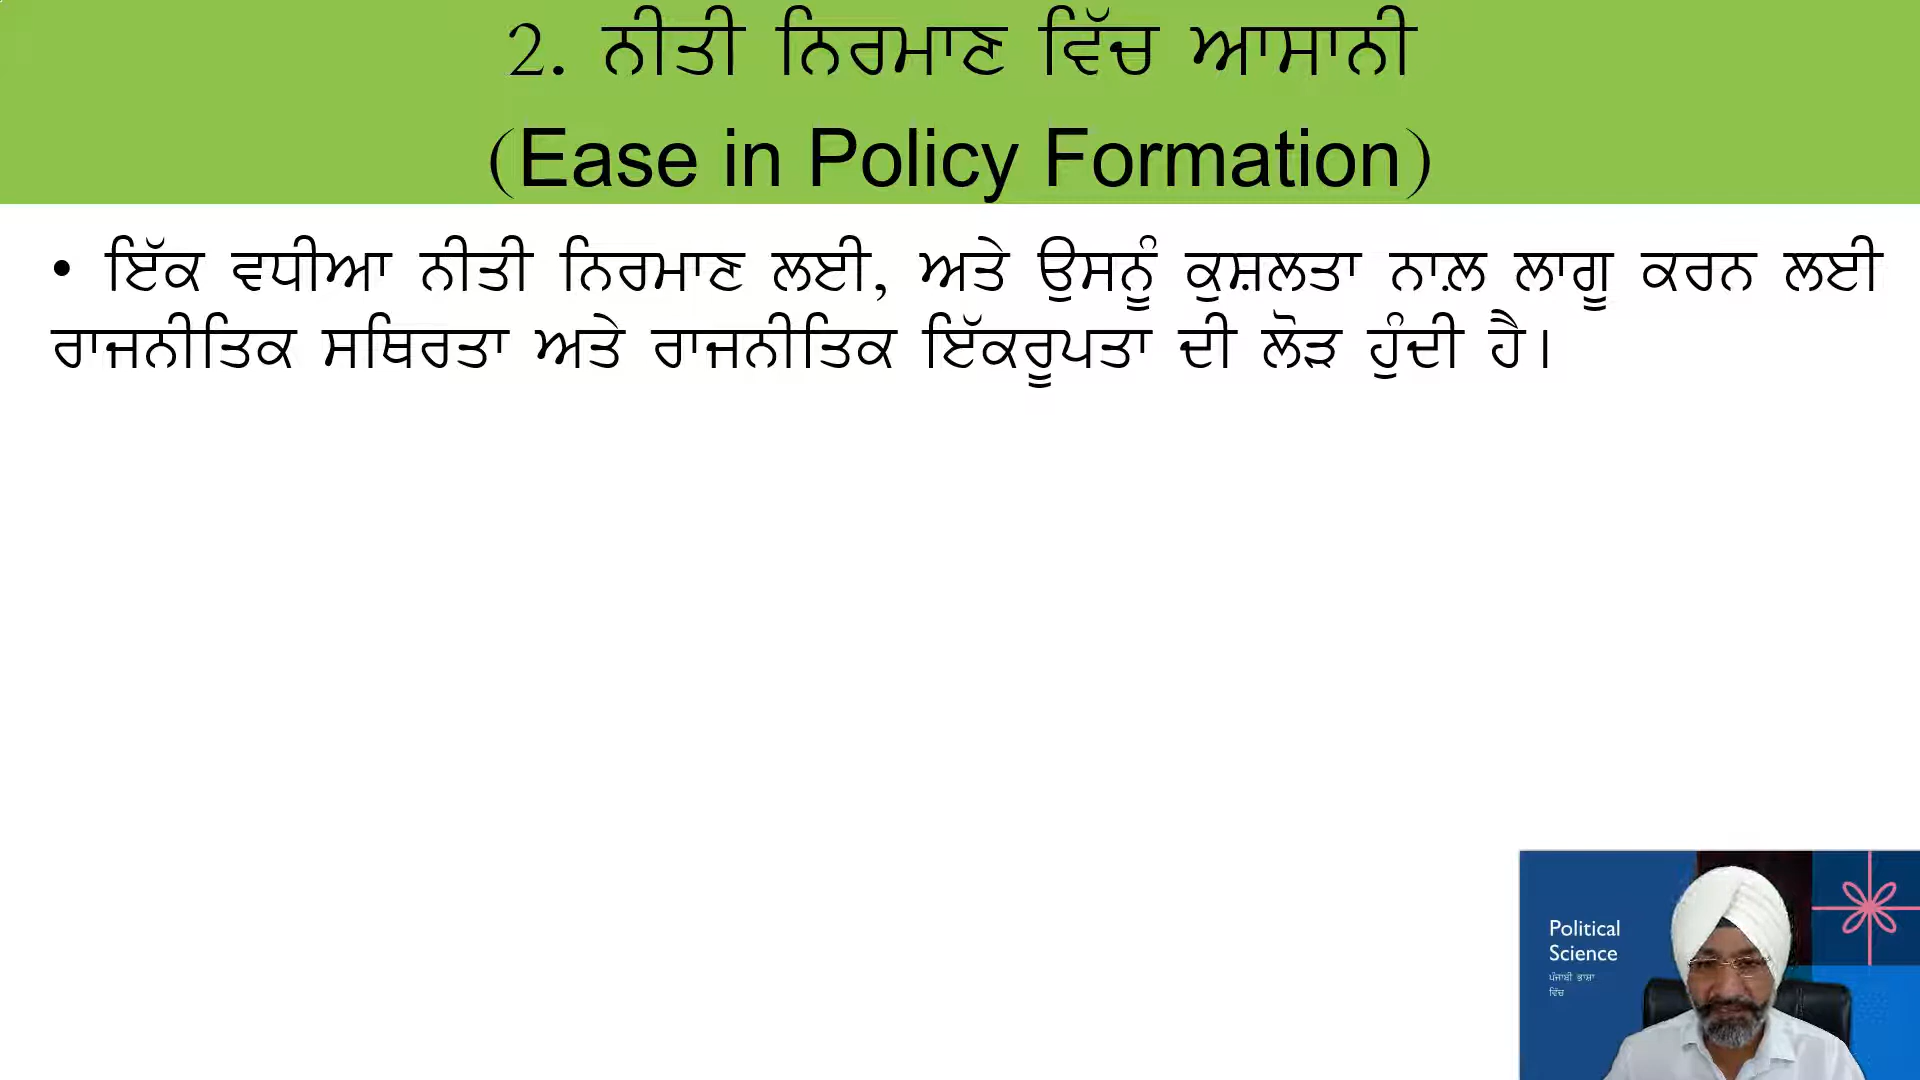 2. ਨੀਤੀ ਨਿਰਮਾਣ ਵਿੱਚ ਆਸਾਨੀ
(Ease in Policy Formation)
• ਇੱਕ ਵਧੀਆ ਨੀਤੀ ਨਿਰਮਾਣ ਲਈ, ਅਤੇ ਉਸਨੂੰ ਕੁਸ਼ਲਤਾ ਨਾਲ਼ ਲਾਗੂ ਕਰਨ ਲਈ
ਰਾਜਨੀਤਿਕ ਸਥਿਰਤਾ ਅਤੇ ਰਾਜਨੀਤਿਕ ਇੱਕਰੂਪਤਾ ਦੀ ਲੋੜ ਹੁੰਦੀ ਹੈ।
Political
Science
ਪੰਜਾਬੀ ਭਾਸ਼ਾ
ਵਿੱਚ